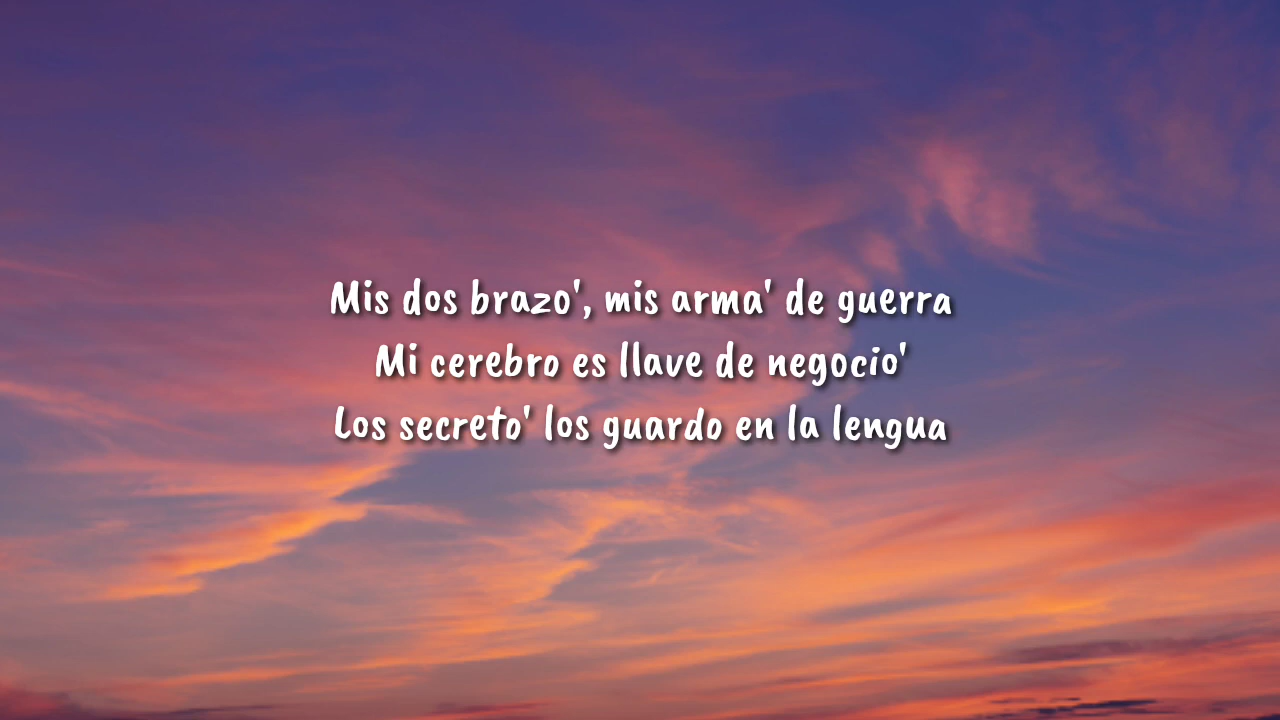 Mis dos brazo', mis arma' de guerra
Mi cerebro es llave de negocio'
Los secreto' los guardo en la lengua